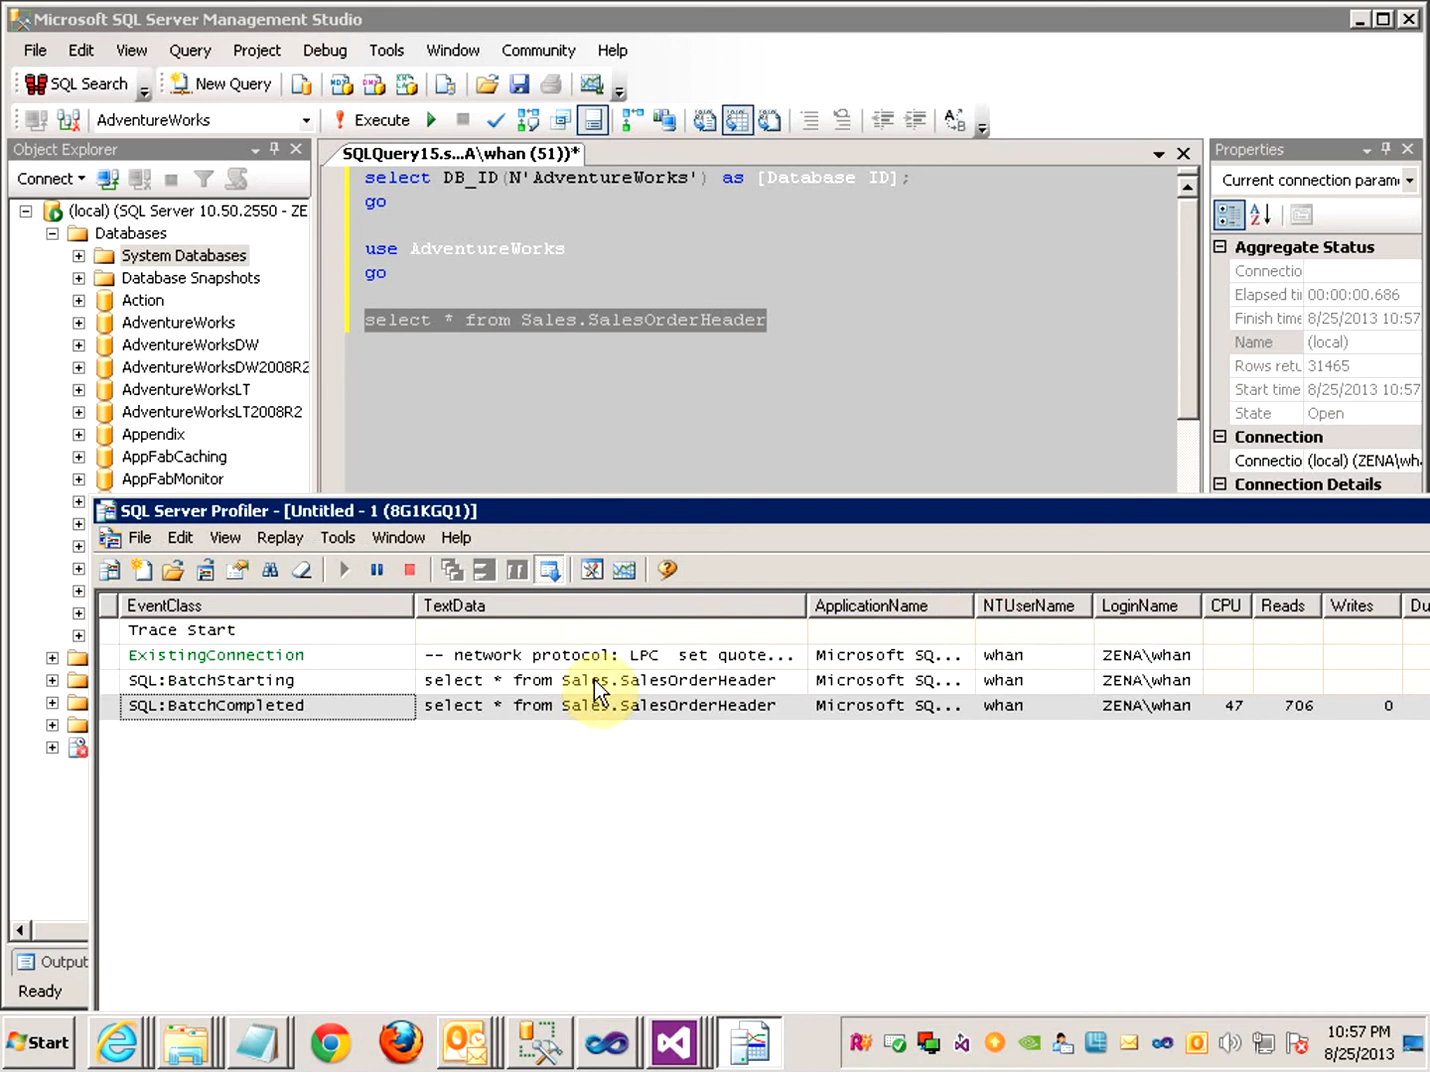 Microsoft SQL Server Management Studio
File Edit View Query Project Debug Tools Window Community Help
SQL Search New Query
AdventureWorks Execute
Object Explorer
SQLQuery15.s...A\whan (51))*
Properties
Connect
select DB_ID(N'AdventureWorks') as [Database ID];
go
use AdventureWorks
go
select * from Sales.SalesOrderHeader
Current connection param
(local) (SQL Server 10.50.2550 - ZE
Databases
System Databases
Database Snapshots
Action
AdventureWorks
AdventureWorksDW
AdventureWorksDW2008R2
AdventureWorksLT
AdventureWorksLT2008R2
Appendix
AppFabCaching
AppFabMonitor
Aggregate Status
Connectio
Elapsed ti 00:00:00.686
Finish time 8/25/2013 10:57
Name (local)
Rows retu 31465
Start time 8/25/2013 10:57
State Open
Connection
Connectio (local) (ZENA\wh
Connection Details
SQL Server Profiler - [Untitled - 1 (8G1KGQ1)]
File Edit View Replay Tools Window Help
EventClass TextData ApplicationName NTUserName LoginName CPU Reads Writes Du
Trace Start
ExistingConnection -- network protocol: LPC set quote... Microsoft SQ... whan ZENA\whan
SQL:BatchStarting select * from Sales.SalesOrderHeader Microsoft SQ... whan ZENA\whan
SQL:BatchCompleted select * from Sales.SalesOrderHeader Microsoft SQ... whan ZENA\whan 47 706 0
Output
Ready
Start
10:57 PM
8/25/2013